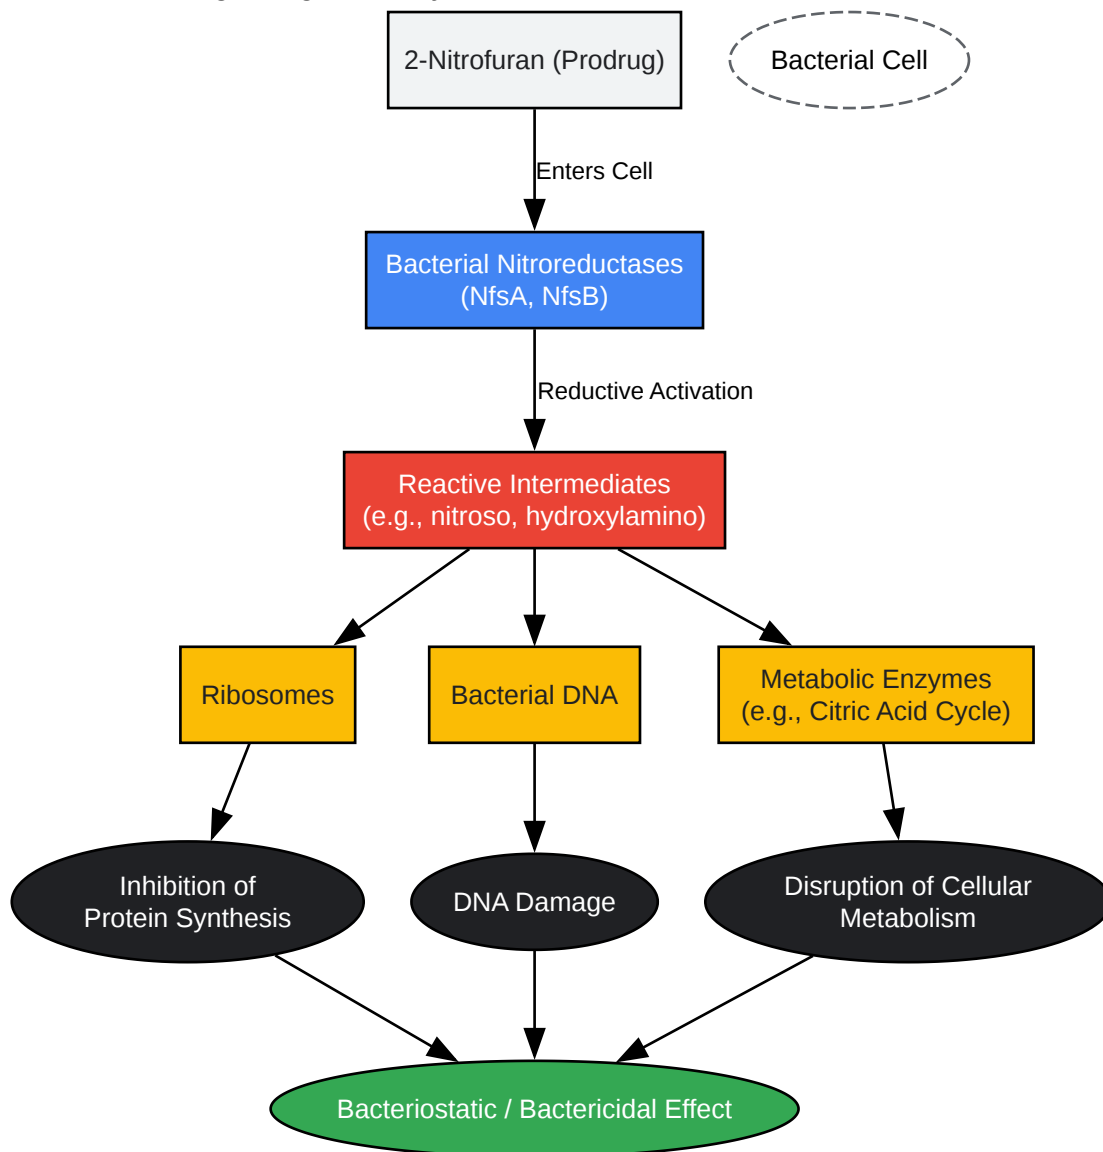 2-Nitrofuran (Prodrug)
Bacterial Cell
Enters Cell
Bacterial Nitroreductases
(NfsA, NfsB)
Reductive Activation
Reactive Intermediates
(e.g., nitroso, hydroxylamino)
Ribosomes
Bacterial DNA
Metabolic Enzymes
(e.g., Citric Acid Cycle)
Inhibition of
Protein Synthesis
DNA Damage
Disruption of Cellular
Metabolism
Bacteriostatic / Bactericidal Effect